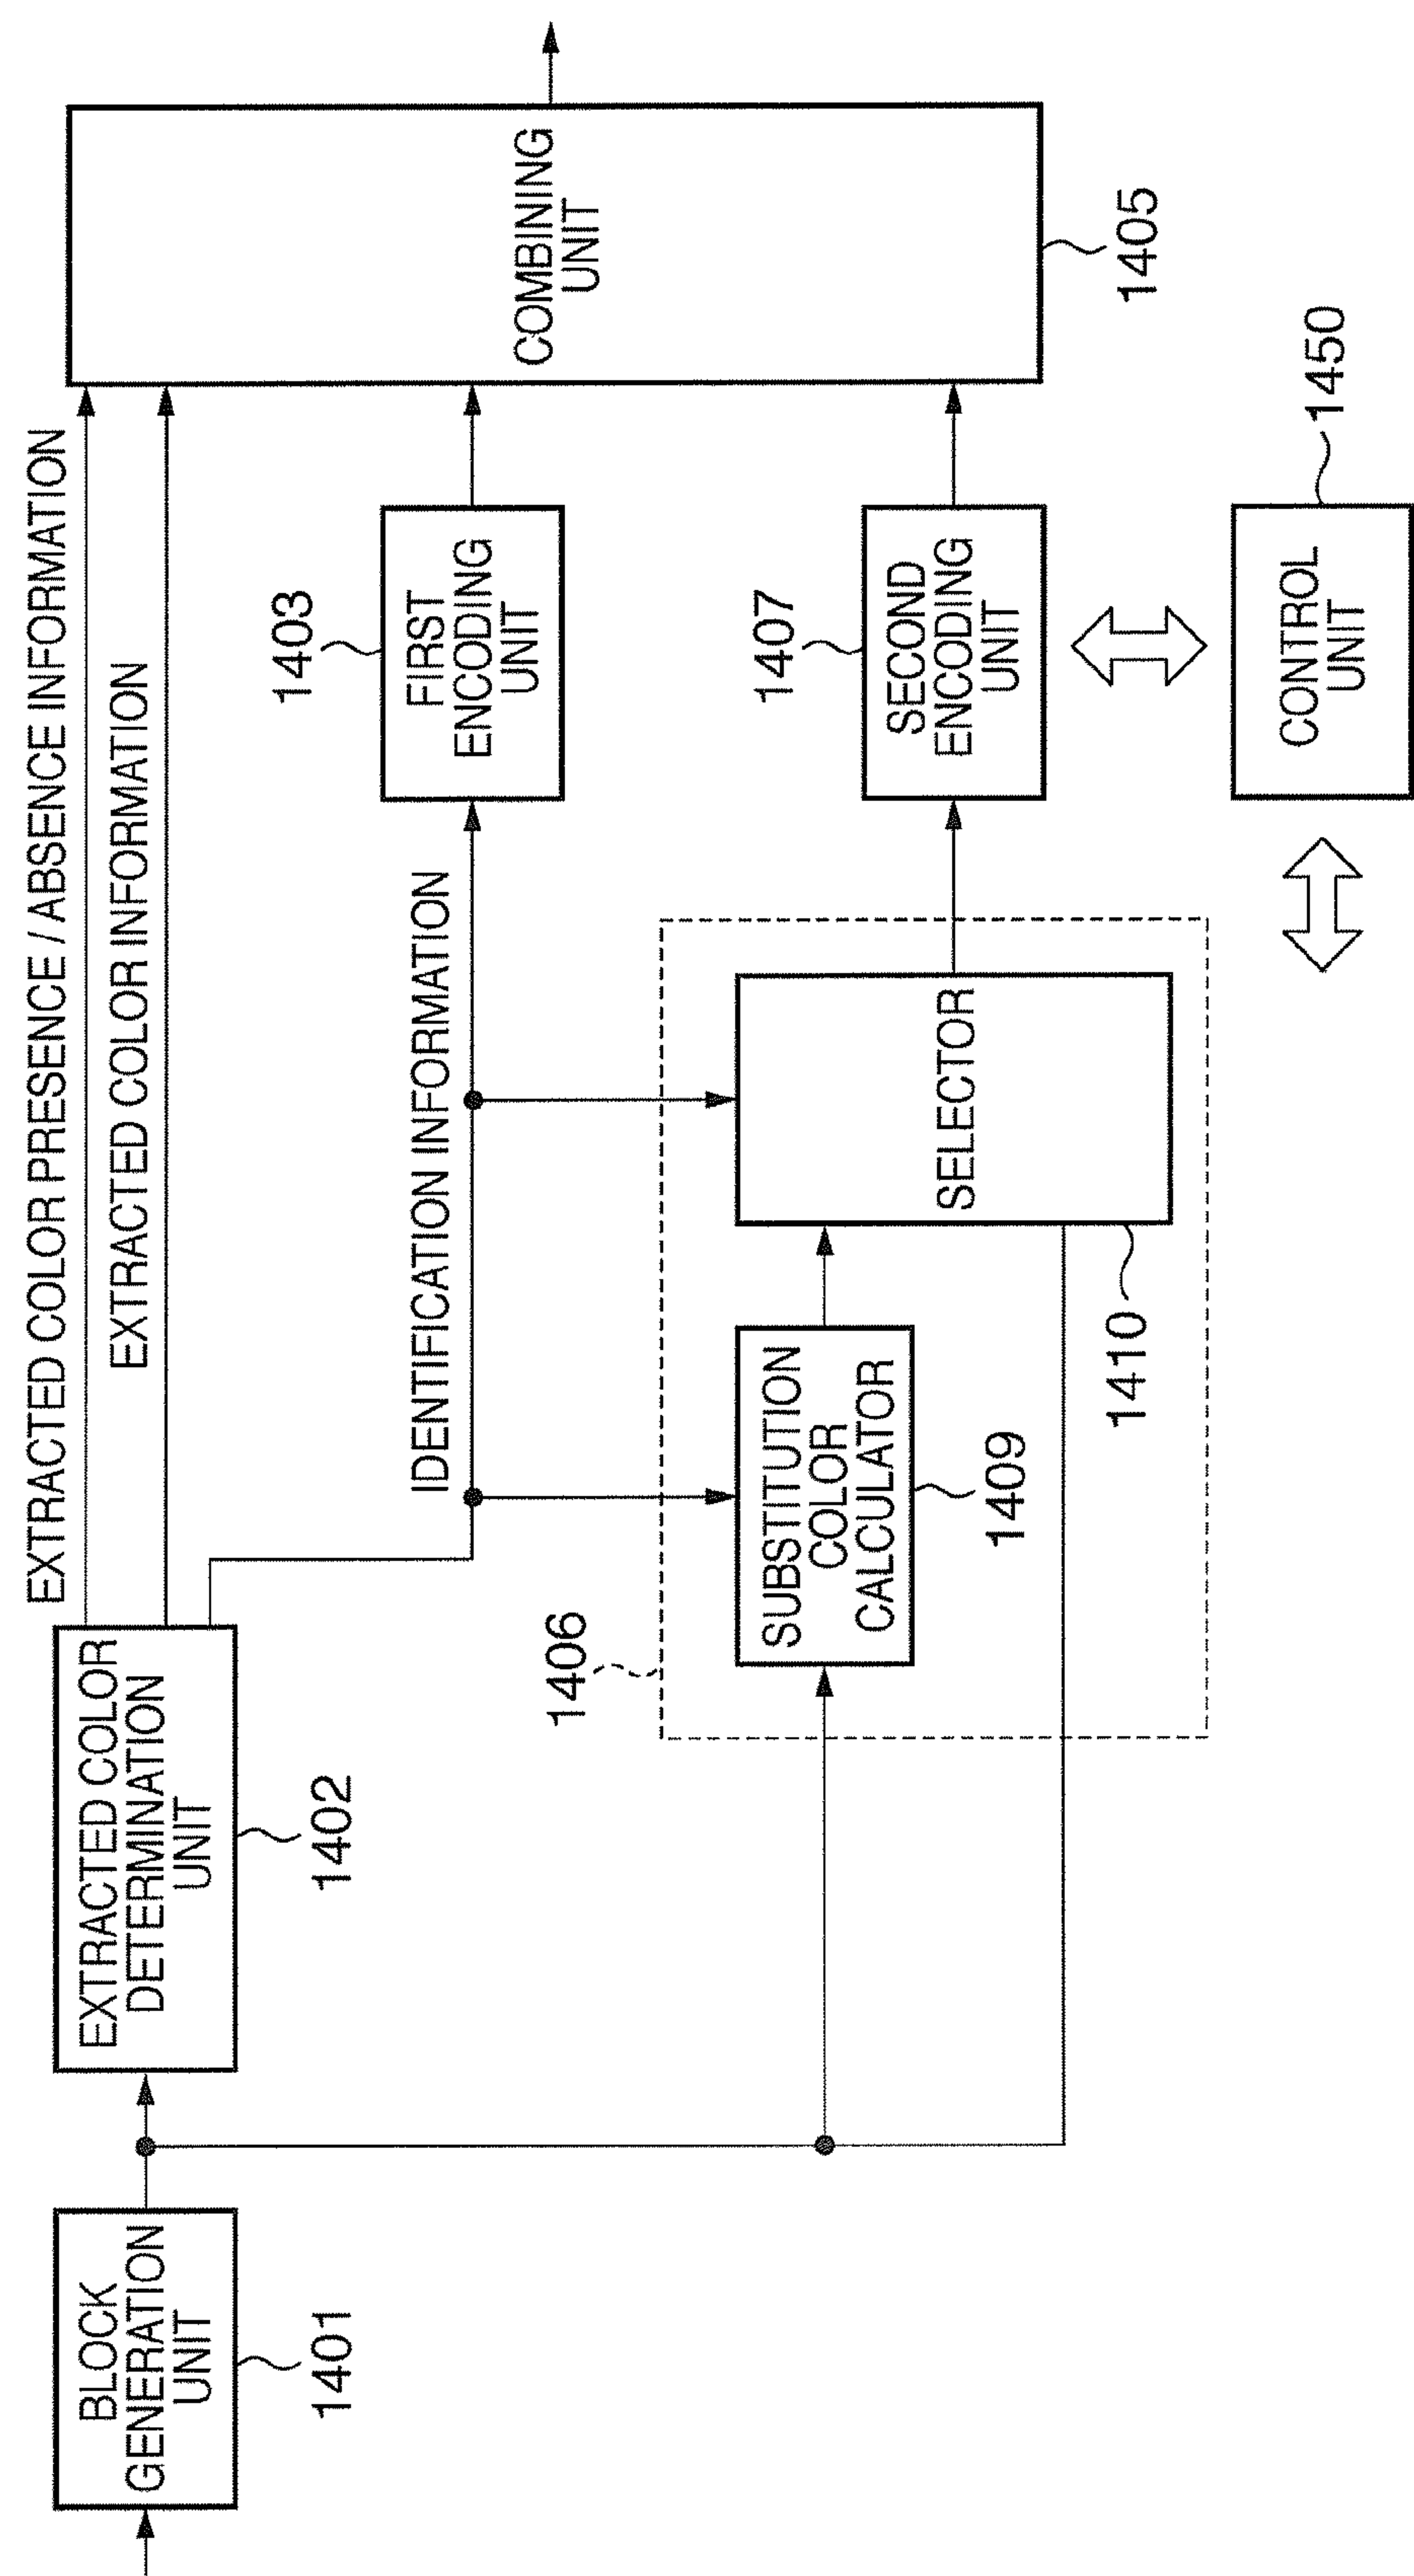 EXTRACTED COLOR PRESENCE / ABSENCE INFORMATION
EXTRACTED COLOR INFORMATION
BLOCK
GENERATION
UNIT
1401
EXTRACTED COLOR
DETERMINATION
UNIT
1402
IDENTIFICATION INFORMATION
FIRST
ENCODING
UNIT
1403
COMBINING
UNIT
1405
1406
SUBSTITUTION
COLOR
CALCULATOR
1409
SELECTOR
1410
SECOND
ENCODING
UNIT
1407
CONTROL
UNIT
1450